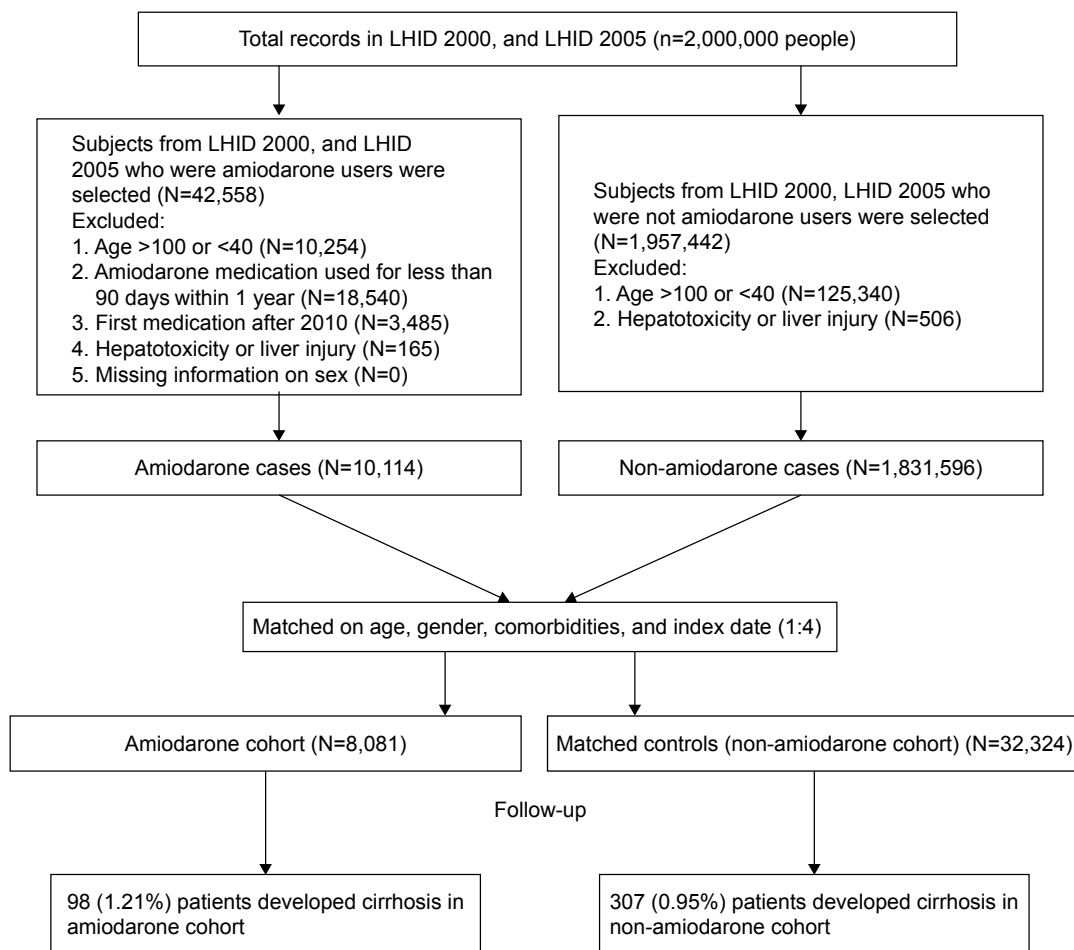 Total records in LHID 2000, and LHID 2005 (n=2,000,000 people)
Subjects from LHID 2000, and LHID
2005 who were amiodarone users were
selected (N=42,558)
Excluded:
1. Age >100 or <40 (N=10,254)
2. Amiodarone medication used for less than
90 days within 1 year (N=18,540)
3. First medication after 2010 (N=3,485)
4. Hepatotoxicity or liver injury (N=165)
5. Missing information on sex (N=0)
Subjects from LHID 2000, LHID 2005 who
were not amiodarone users were selected
(N=1,957,442)
Excluded:
1. Age >100 or <40 (N=125,340)
2. Hepatotoxicity or liver injury (N=506)
Amiodarone cases (N=10,114)
Non-amiodarone cases (N=1,831,596)
Matched on age, gender, comorbidities, and index date (1:4)
Amiodarone cohort (N=8,081)
Matched controls (non-amiodarone cohort) (N=32,324)
Follow-up
98 (1.21%) patients developed cirrhosis in
amiodarone cohort
307 (0.95%) patients developed cirrhosis in
non-amiodarone cohort